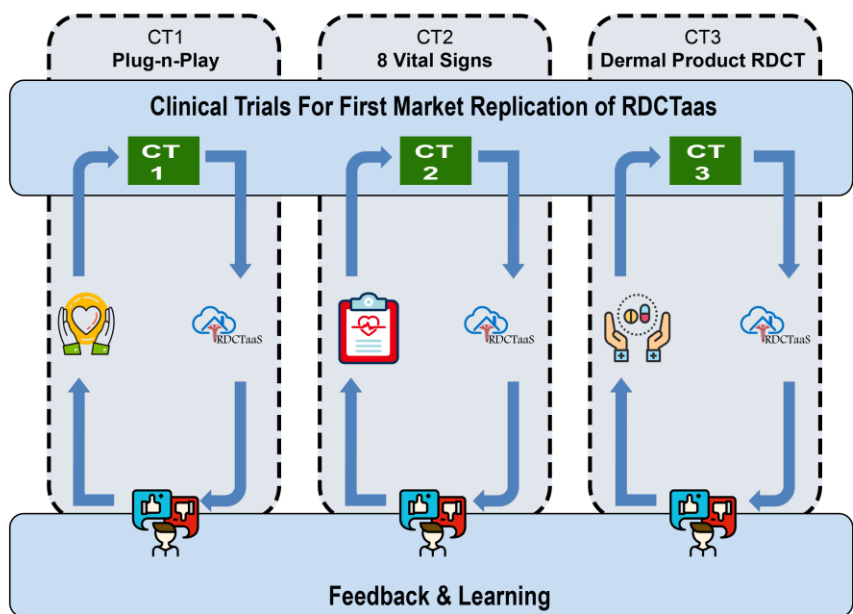 CT1
Plug-n-Play
CT2
8 Vital Signs
CT3
Dermal Product RDCT
Clinical Trials For First Market Replication of RDCTaas
CT
1
CT
2
CT
3
RDCTaaS
RDCTaaS
RDCTaaS
Feedback & Learning